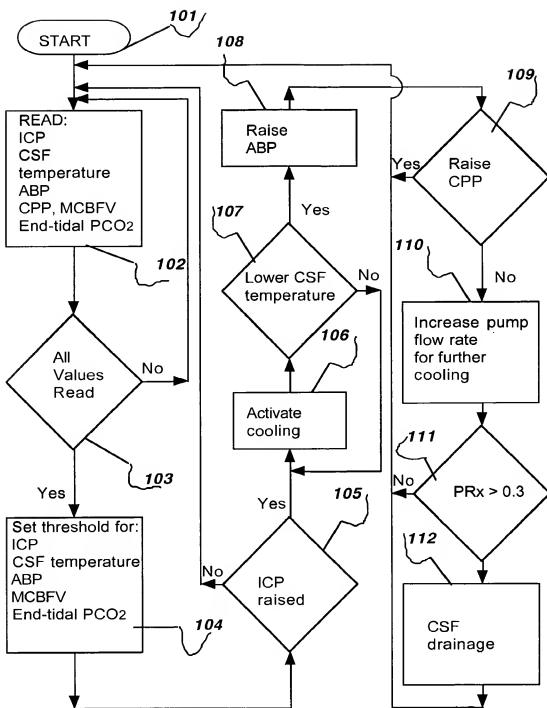 START
101
READ:
ICP
CSF
temperature
ABP
CPP, MCBFV
End-tidal PCO2
102
All
Values
Read
No
103
Yes
Set threshold for:
ICP
CSF temperature
ABP
MCBFV
End-tidal PCO2
104
108
Raise
ABP
Yes
107
Lower CSF
temperature
No
106
Activate
cooling
Yes
105
No
ICP
raised
109
Yes
Raise
CPP
No
110
Increase pump
flow rate
for further
cooling
111
No
PRx > 0.3
112
CSF
drainage